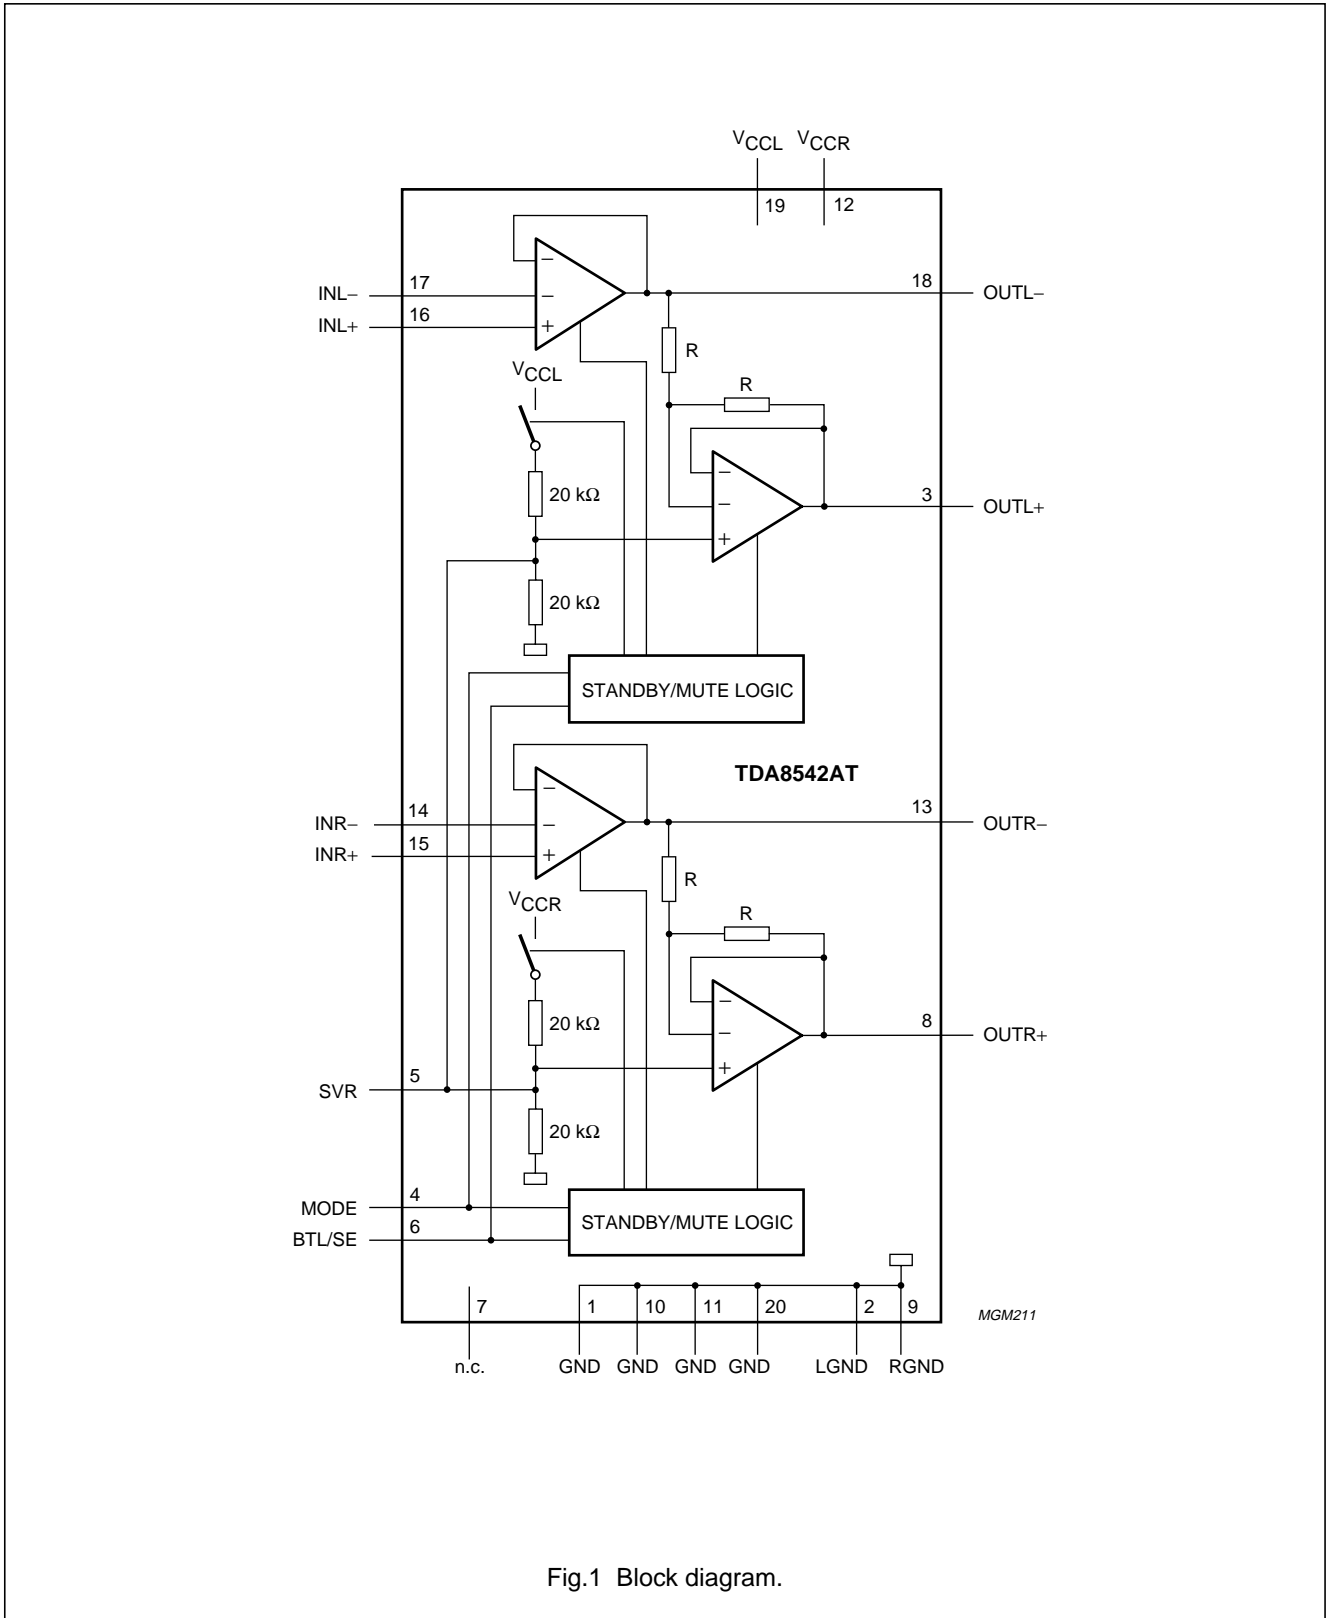 VCCL VCCR
19 12
INL− 17 18 OUTL−
INL+ 16
−
−
+
R
VCCL
R
20 kΩ
−
−
+
3 OUTL+
20 kΩ
STANDBY/MUTE LOGIC
TDA8542AT
INR− 14 13 OUTR−
INR+ 15
−
−
+
R
VCCR
R
20 kΩ
−
−
+
8 OUTR+
SVR 5
20 kΩ
MODE 4
STANDBY/MUTE LOGIC
BTL/SE 6
7 1 10 11 20 2 9
MGM211
n.c. GND GND GND GND LGND RGND
Fig.1 Block diagram.